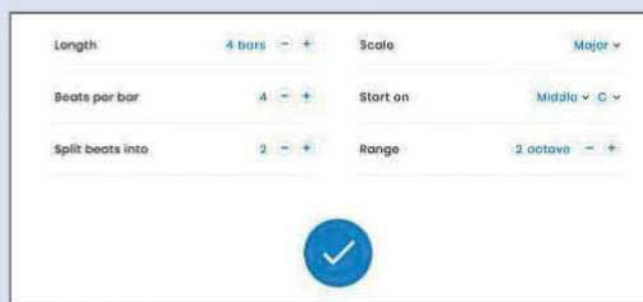 Length 4 bars - +
Scale Major
Beats per bar 4 - +
Start on Middle C
Split beats into 2 - +
Range 2 octave - +